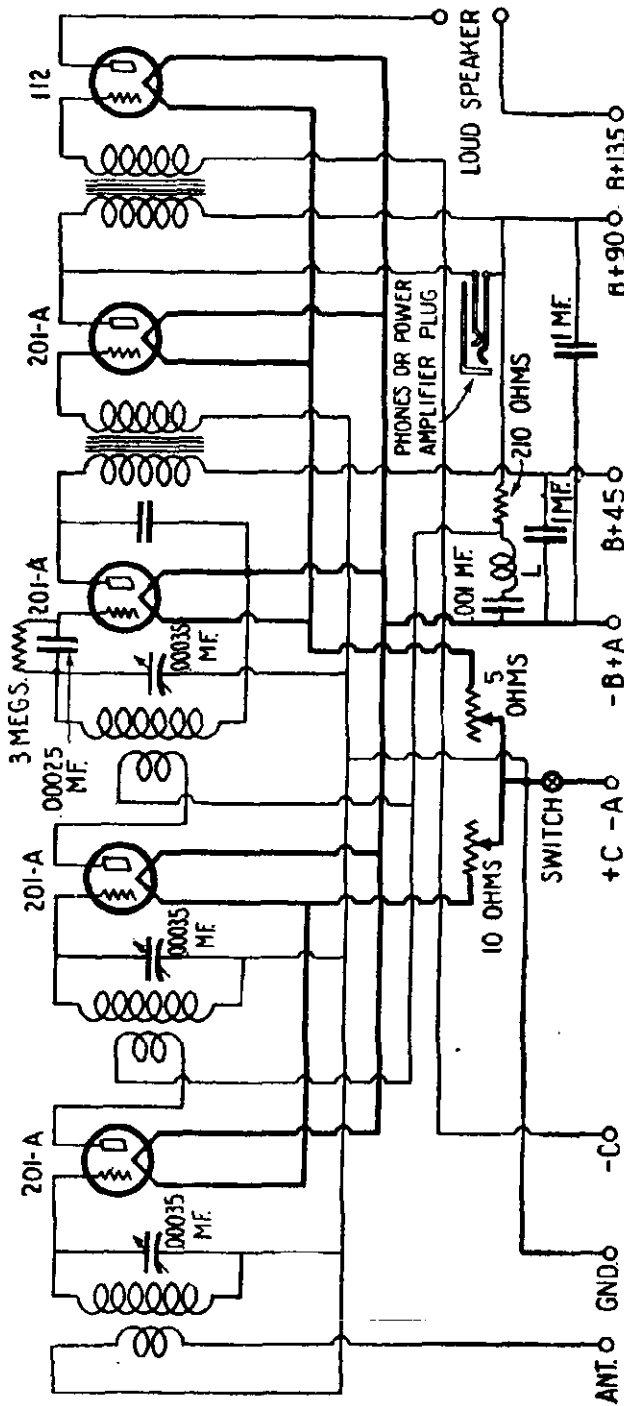 201-A
201-A
3 MEGS.
.00025
MF.
201-A
201-A
112
.00035
MF.
.00035
MF.
.00035
MF.
PHONES OR POWER
AMPLIFIER PLUG
LOUD SPEAKER
10 OHMS
5
OHMS
.001 MF.
L
210 OHMS
1 MF.
1 MF.
SWITCH
ANT.
GND.
-C
+C -A
-B+A
B+45
B+90
B+135